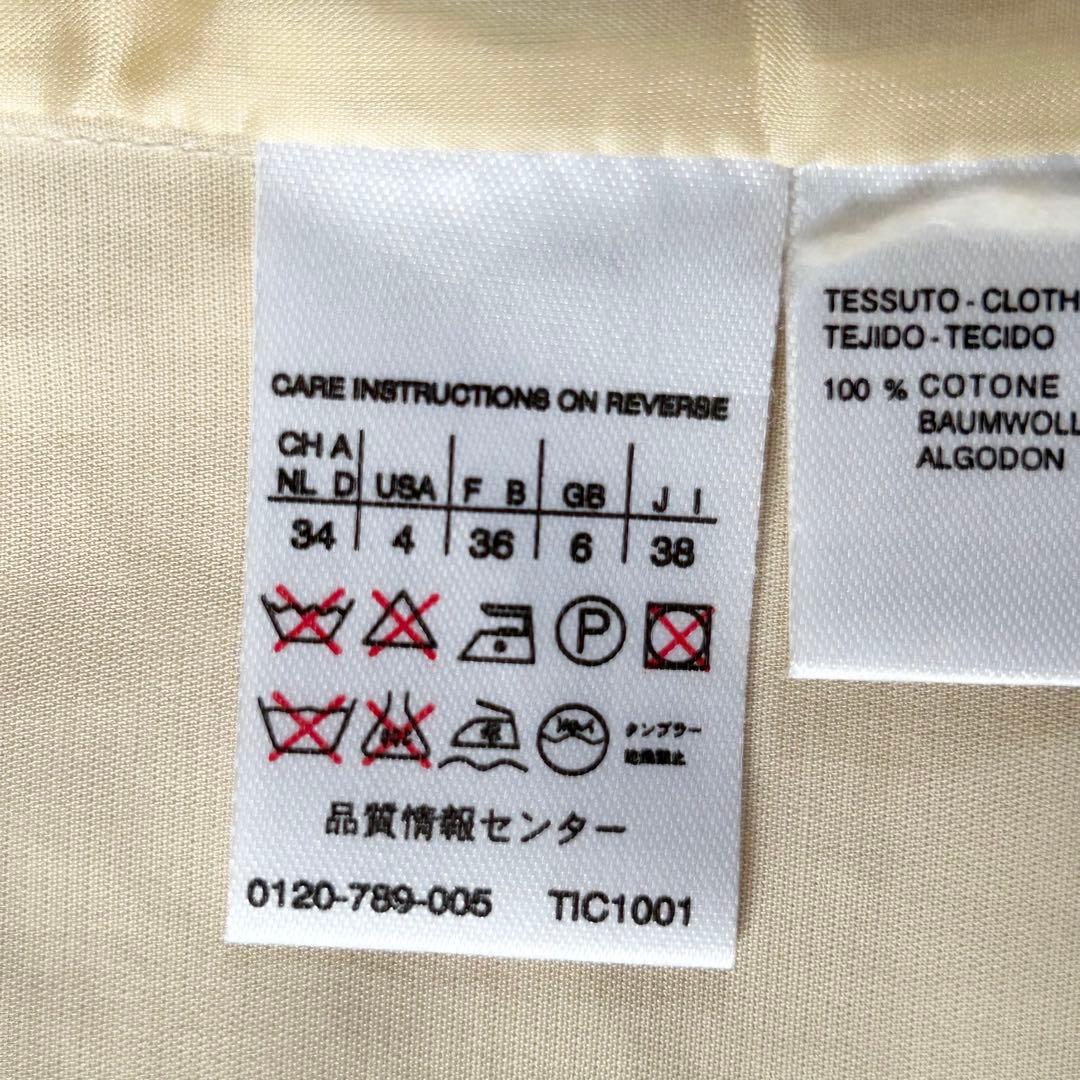 CARE INSTRUCTIONS ON REVERSE
CH A
NL D USA F B GB J I
34 4 36 6 38
P
タンブラー
乾燥禁止
品質情報センター
0120-789-005 TIC1001
TESSUTO - CLOTH
TEJIDO - TECIDO
100 % COTONE
BAUMWOLL
ALGODON